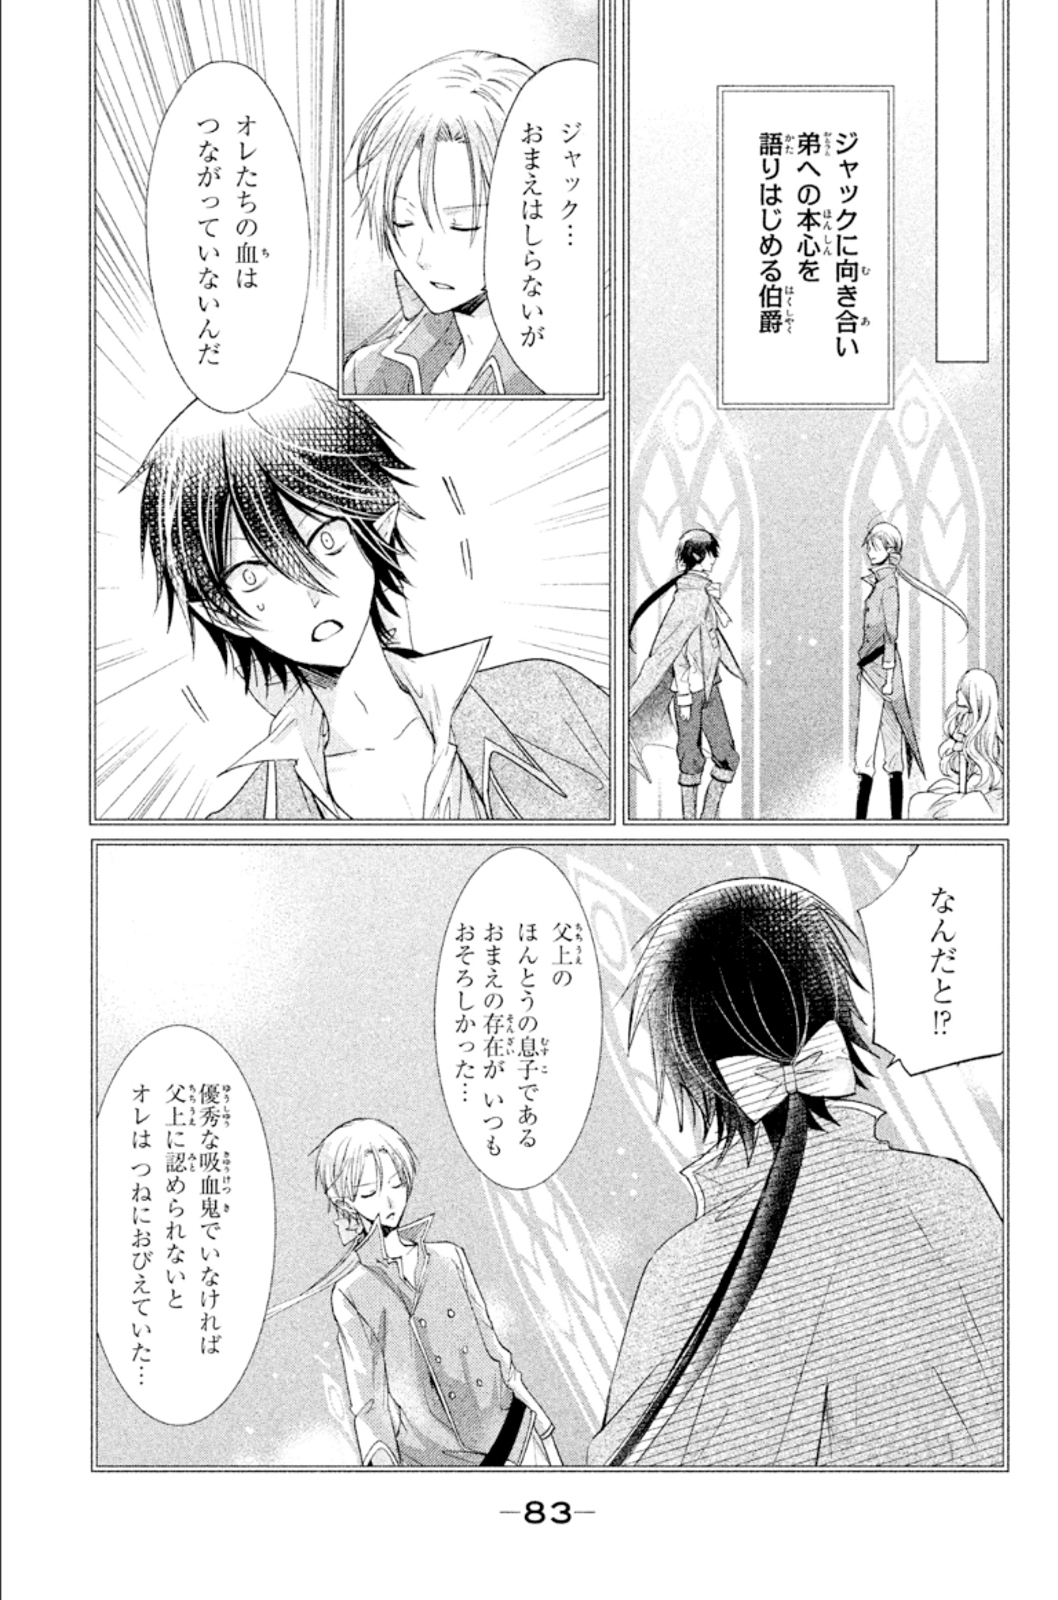 ジャックに向き合い
弟への本心を
語りはじめる伯爵
ジャック…
おまえはしらないが
オレたちの血は
つながっていないんだ
なんだと!?
父上の
ほんとうの息子である
おまえの存在が いつも
おそろしかった…
優秀な吸血鬼でいなければ
父上に認められないと
オレは つねにおびえていた…
—83—